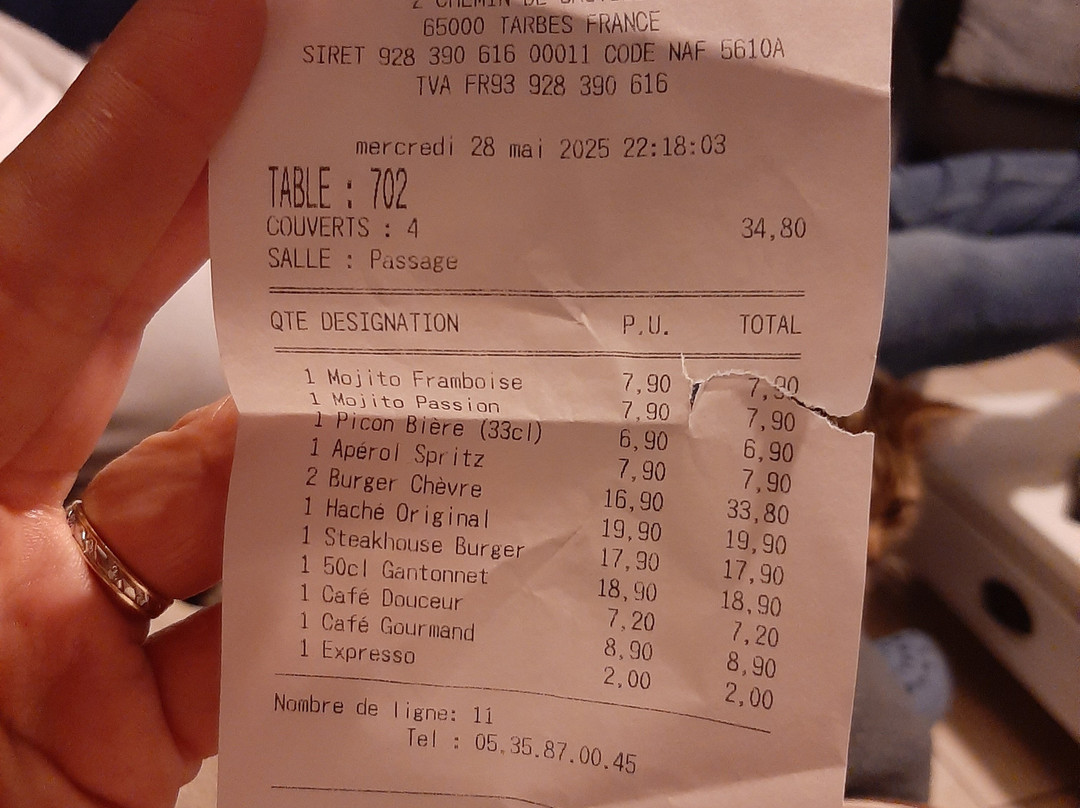 2 CHEMIN DE
65000 TARBES FRANCE
SIRET 928 390 616 00011 CODE NAF 5610A
TVA FR93 928 390 616
mercredi 28 mai 2025 22:18:03
TABLE : 702
COUVERTS : 4 34,80
SALLE : Passage
QTE DESIGNATION P.U. TOTAL
1 Mojito Framboise 7,90 7,90
1 Mojito Passion 7,90 7,90
1 Picon Bière (33cl) 6,90 6,90
1 Apérol Spritz 7,90 7,90
2 Burger Chèvre 16,90 33,80
1 Haché Original 19,90 19,90
1 Steakhouse Burger 17,90 17,90
1 50cl Gantonnet 18,90 18,90
1 Café Douceur 7,20 7,20
1 Café Gourmand 8,90 8,90
1 Expresso 2,00 2,00
Nombre de ligne: 11
Tel : 05.35.87.00.45